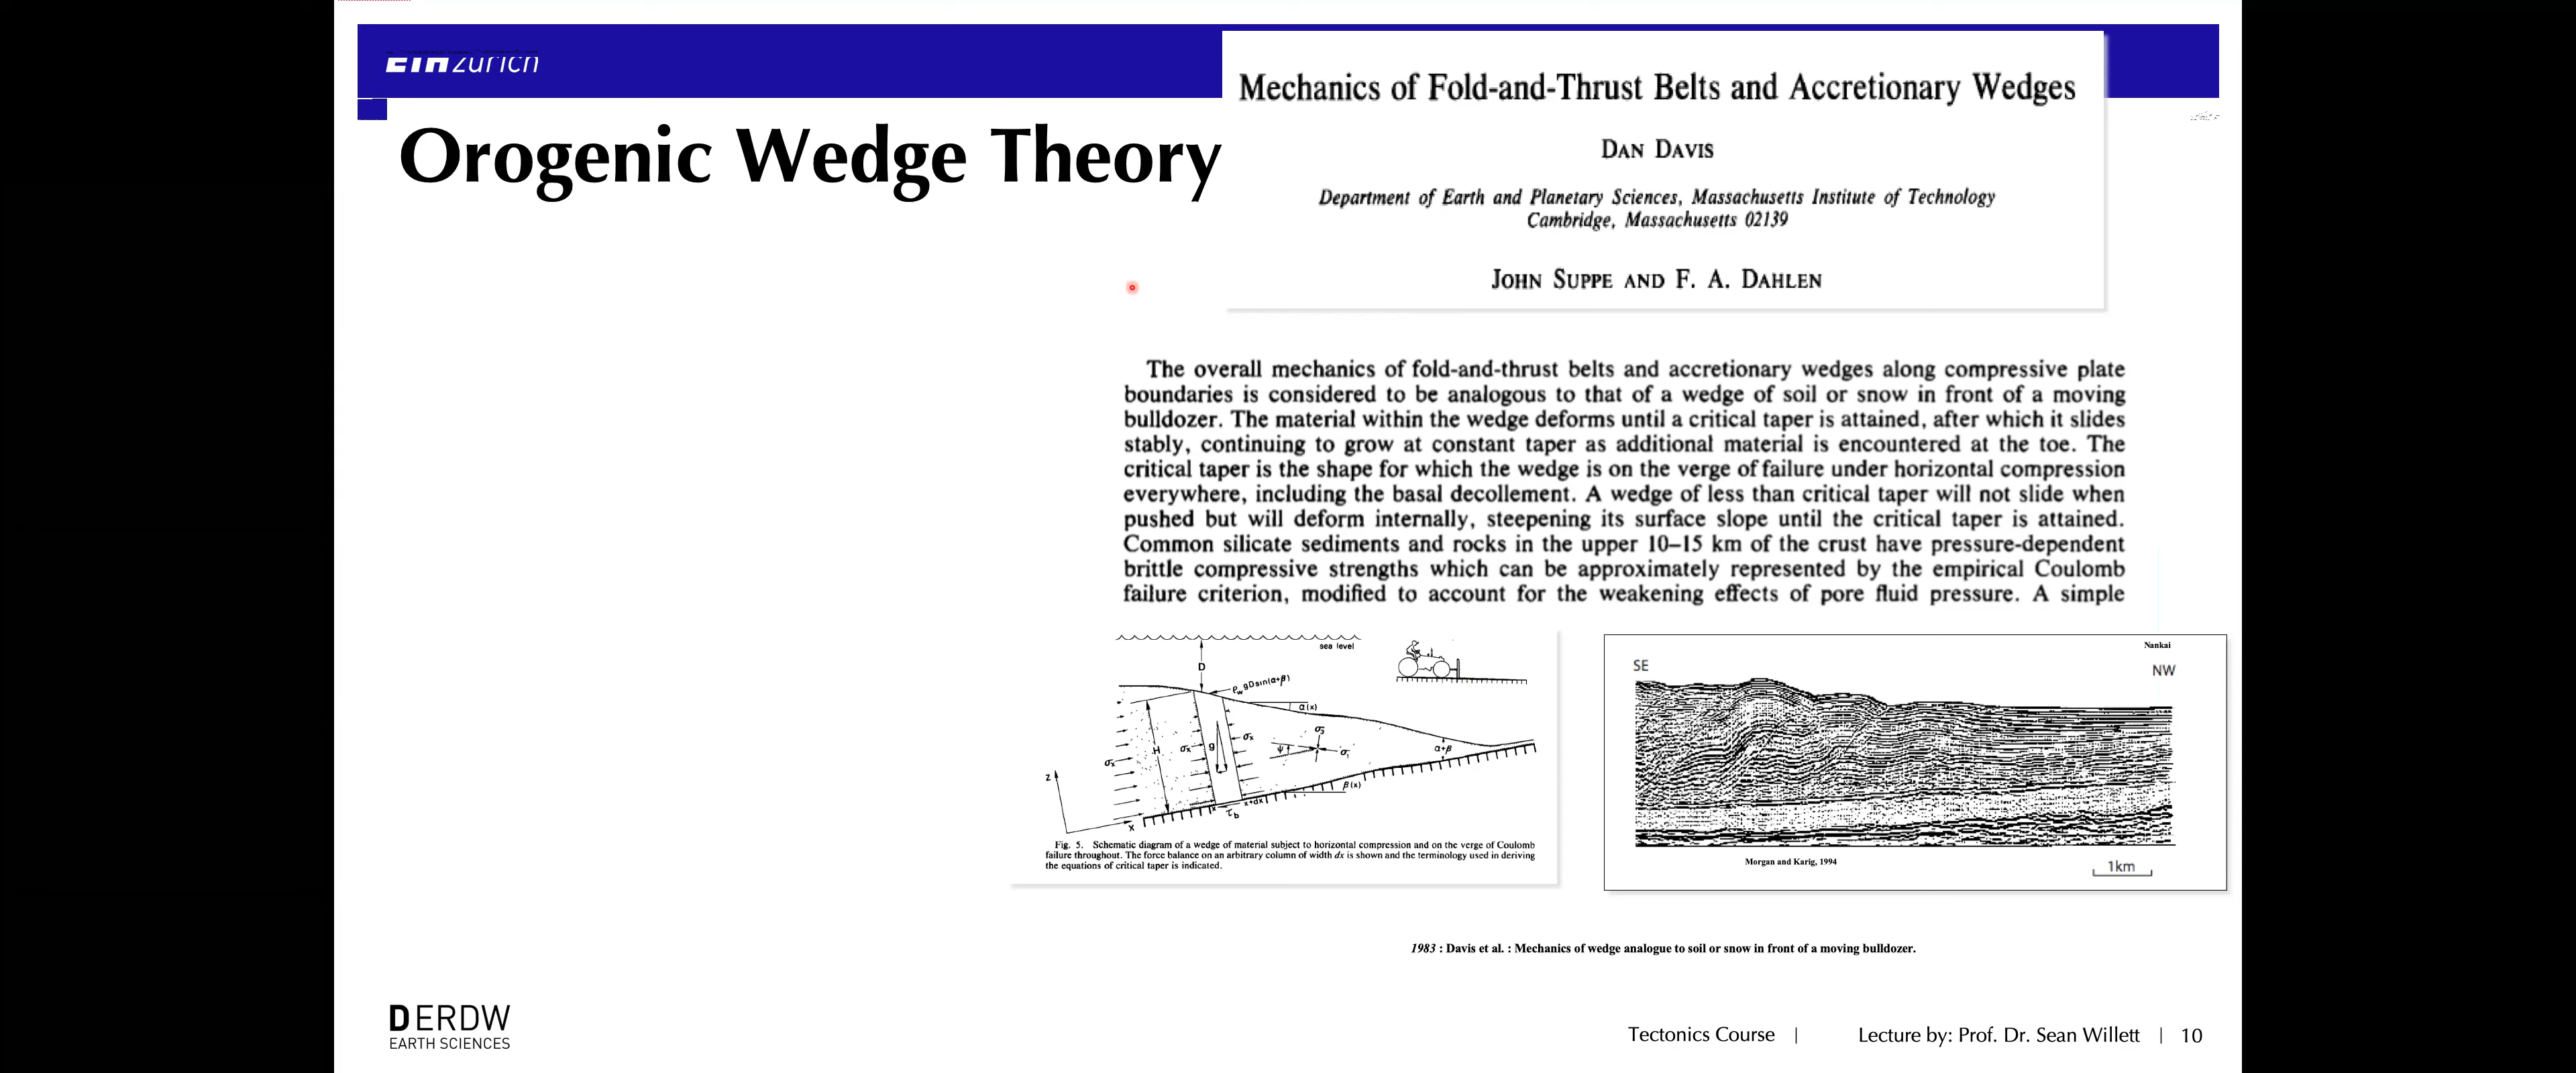 zürich
Orogenic Wedge Theory
Mechanics of Fold-and-Thrust Belts and Accretionary Wedges
DAN DAVIS
Department of Earth and Planetary Sciences, Massachusetts Institute of Technology
Cambridge, Massachusetts 02139
JOHN SUPPE AND F. A. DAHLEN
The overall mechanics of fold-and-thrust belts and accretionary wedges along compressive plate
boundaries is considered to be analogous to that of a wedge of soil or snow in front of a moving
bulldozer. The material within the wedge deforms until a critical taper is attained, after which it slides
stably, continuing to grow at constant taper as additional material is encountered at the toe. The
critical taper is the shape for which the wedge is on the verge of failure under horizontal compression
everywhere, including the basal decollement. A wedge of less than critical taper will not slide when
pushed but will deform internally, steepening its surface slope until the critical taper is attained.
Common silicate sediments and rocks in the upper 10–15 km of the crust have pressure-dependent
brittle compressive strengths which can be approximately represented by the empirical Coulomb
failure criterion, modified to account for the weakening effects of pore fluid pressure. A simple
sea level
D
ρw gDsin(α+β)
α(x)
H
σx
g
σx
ψ
σ3
σ1
α+β
σx
z
β(x)
x
x+dx
τb
x
Fig. 5. Schematic diagram of a wedge of material subject to horizontal compression and on the verge of Coulomb
failure throughout. The force balance on an arbitrary column of width dx is shown and the terminology used in deriving
the equations of critical taper is indicated.
Nankai
SE
NW
Morgan and Karig, 1994
1km
1983 : Davis et al. : Mechanics of wedge analogue to soil or snow in front of a moving bulldozer.
DERDW
EARTH SCIENCES
Tectonics Course | Lecture by: Prof. Dr. Sean Willett | 10